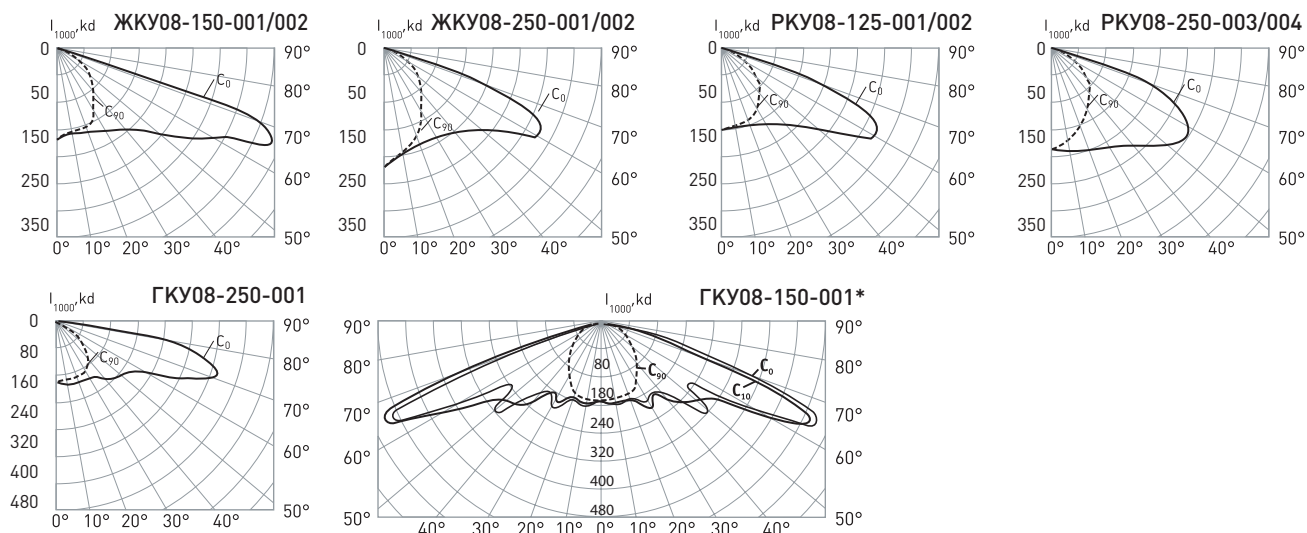 I1000,kd ЖКУ08-150-001/002
0
50
150
250
350
C0
C90
90°
80°
70°
60°
50°
0° 10° 20° 30° 40°
I1000,kd ЖКУ08-250-001/002
0
50
150
250
350
C0
C90
90°
80°
70°
60°
50°
0° 10° 20° 30° 40°
I1000,kd РКУ08-125-001/002
0
50
150
250
350
C0
C90
90°
80°
70°
60°
50°
0° 10° 20° 30° 40°
I1000,kd РКУ08-250-003/004
0
50
150
250
350
C0
C90
90°
80°
70°
60°
50°
0° 10° 20° 30° 40°
I1000,kd ГКУ08-250-001
0
80
160
240
320
400
480
C0
C90
90°
80°
70°
60°
50°
0° 10° 20° 30° 40°
I1000,kd ГКУ08-150-001*
90°
80°
70°
60°
50°
80
180
240
320
400
480
C90
C0
C10
90°
80°
70°
60°
50°
40° 30° 20° 10° 0° 10° 20° 30° 40°